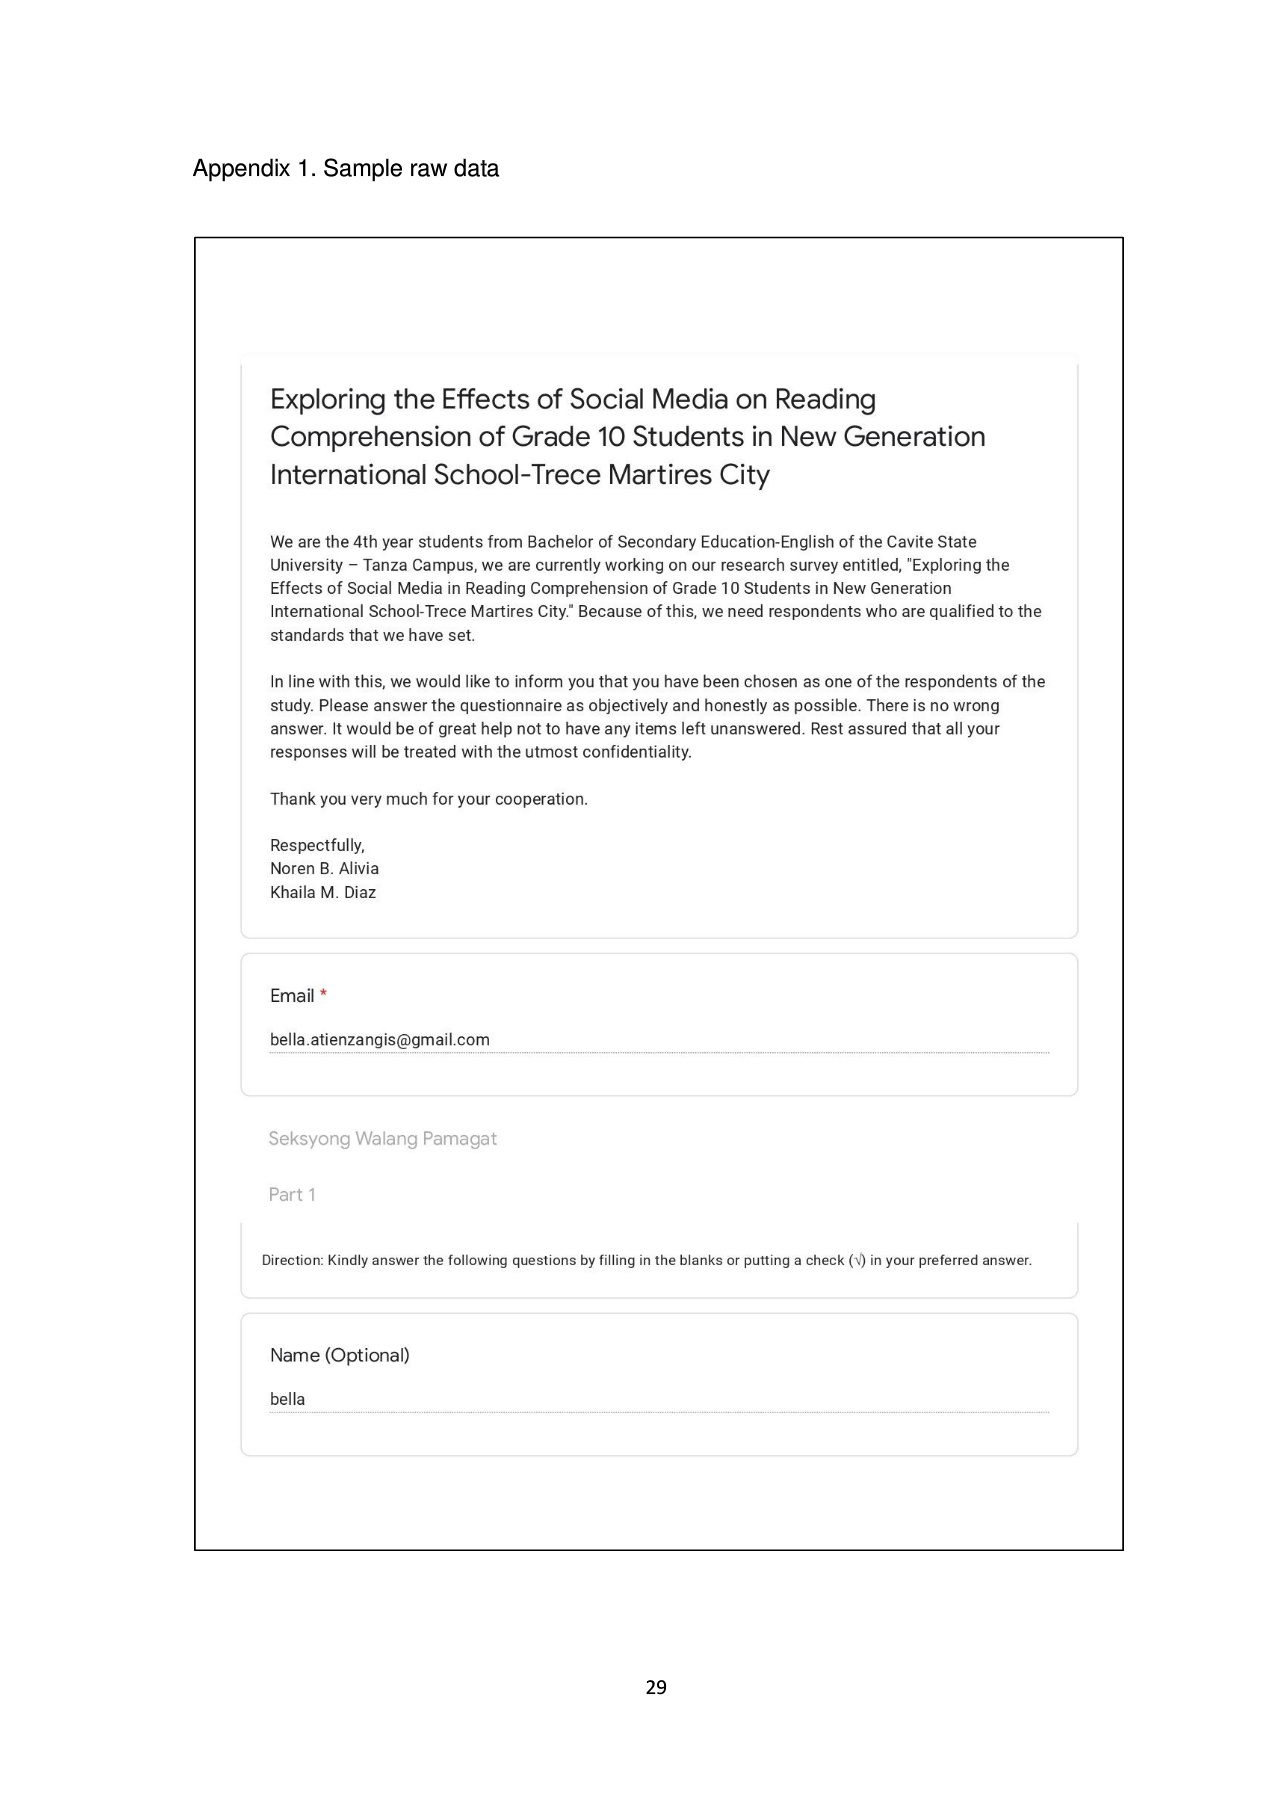 Appendix 1. Sample raw data
Exploring the Effects of Social Media on Reading
Comprehension of Grade 10 Students in New Generation
International School-Trece Martires City
We are the 4th year students from Bachelor of Secondary Education-English of the Cavite State
University – Tanza Campus, we are currently working on our research survey entitled, "Exploring the
Effects of Social Media in Reading Comprehension of Grade 10 Students in New Generation
International School-Trece Martires City." Because of this, we need respondents who are qualified to the
standards that we have set.
In line with this, we would like to inform you that you have been chosen as one of the respondents of the
study. Please answer the questionnaire as objectively and honestly as possible. There is no wrong
answer. It would be of great help not to have any items left unanswered. Rest assured that all your
responses will be treated with the utmost confidentiality.
Thank you very much for your cooperation.
Respectfully,
Noren B. Alivia
Khaila M. Diaz
Email *
bella.atienzangis@gmail.com
Seksyong Walang Pamagat
Part 1
Direction: Kindly answer the following questions by filling in the blanks or putting a check (√) in your preferred answer.
Name (Optional)
bella
29